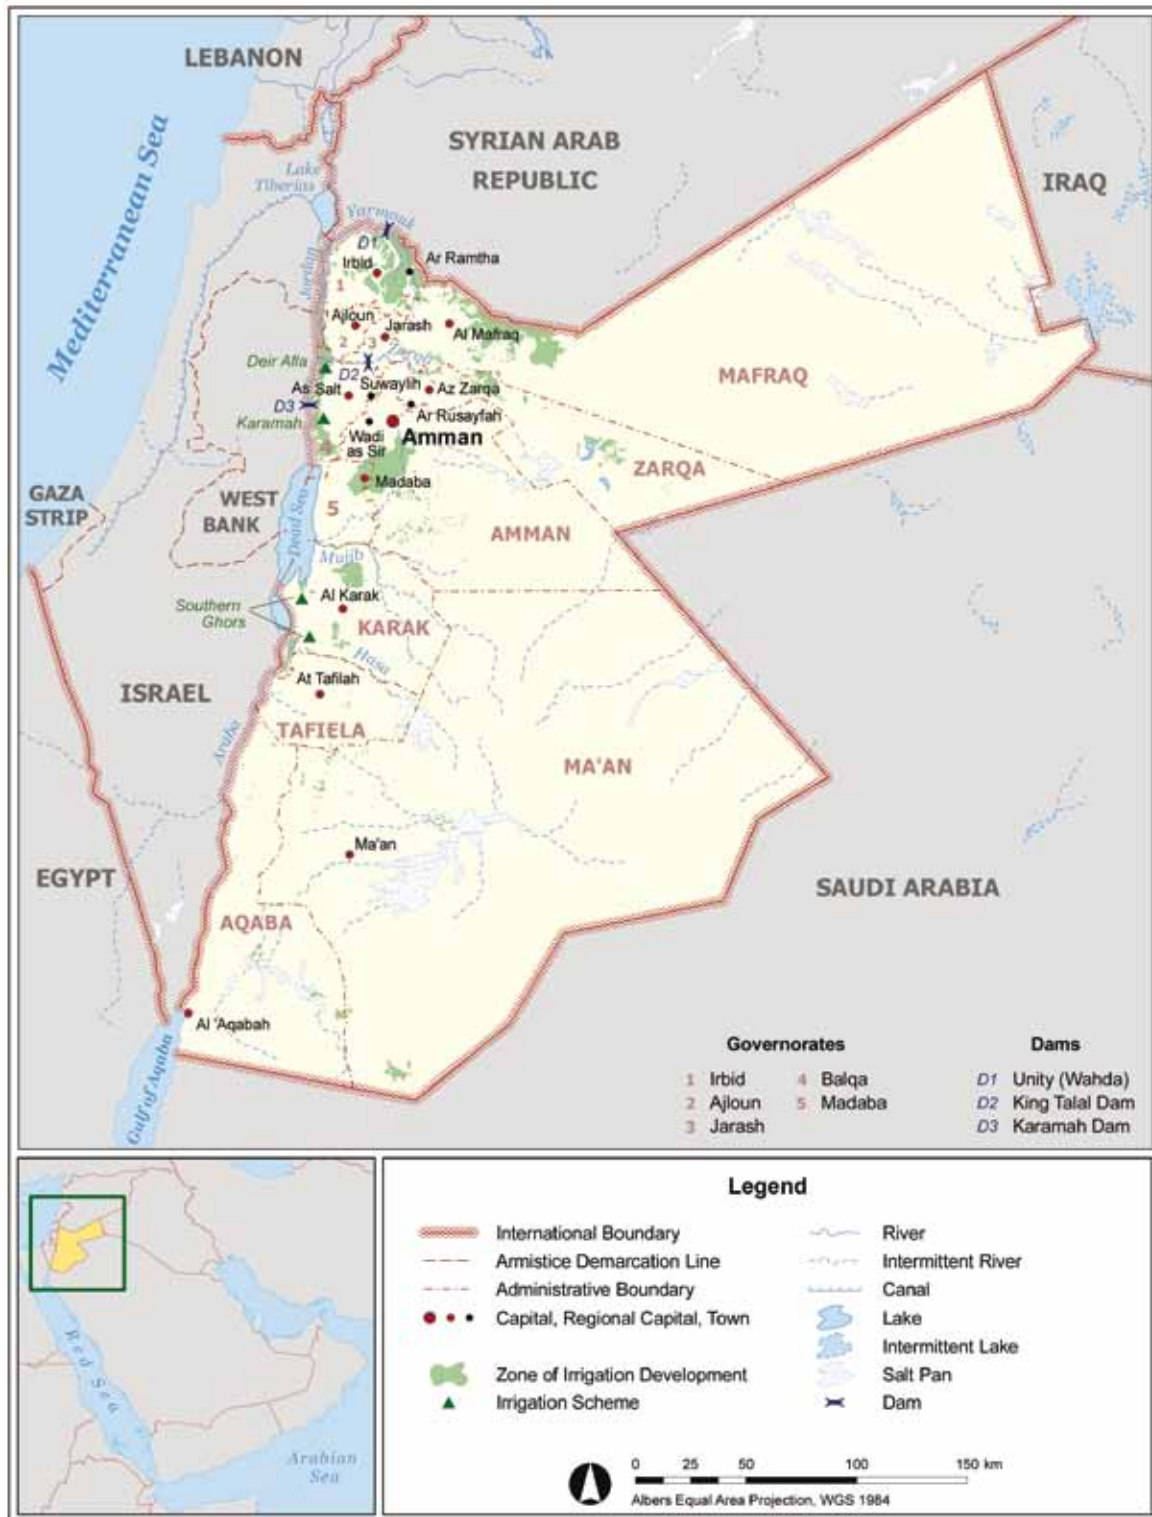 LEBANON
Mediterranean Sea
SYRIAN ARAB
REPUBLIC
IRAQ
Lake
Tiberius
Yarmouk
D1
Ar Ramtha
Irbid
Jordan
1
Ajloun
Jarash
Al Mafraq
2
3
Zarqa
MAFRAQ
Deir Alla
D2
Suwaylih
As Salt
Az Zarqa
D3
Ar Rusayfah
Karamah
Wadi
as Sir
Amman
4
ZARQA
GAZA
STRIP
WEST
BANK
Madaba
5
Dead Sea
AMMAN
Mujib
Southern
Ghors
Al Karak
KARAK
Hasa
ISRAEL
At Tafilah
TAFIELA
Araba
MA'AN
Ma'an
EGYPT
SAUDI ARABIA
AQABA
Al 'Aqabah
Gulf of Aqaba
Governorates
1 Irbid
2 Ajloun
3 Jarash
4 Balqa
5 Madaba
Dams
D1 Unity (Wahda)
D2 King Talal Dam
D3 Karamah Dam
Red Sea
Arabian
Sea
Legend
International Boundary
Armistice Demarcation Line
Administrative Boundary
Capital, Regional Capital, Town
Zone of Irrigation Development
Irrigation Scheme
River
Intermittent River
Canal
Lake
Intermittent Lake
Salt Pan
Dam
0 25 50 100 150 km
Albers Equal Area Projection, WGS 1984